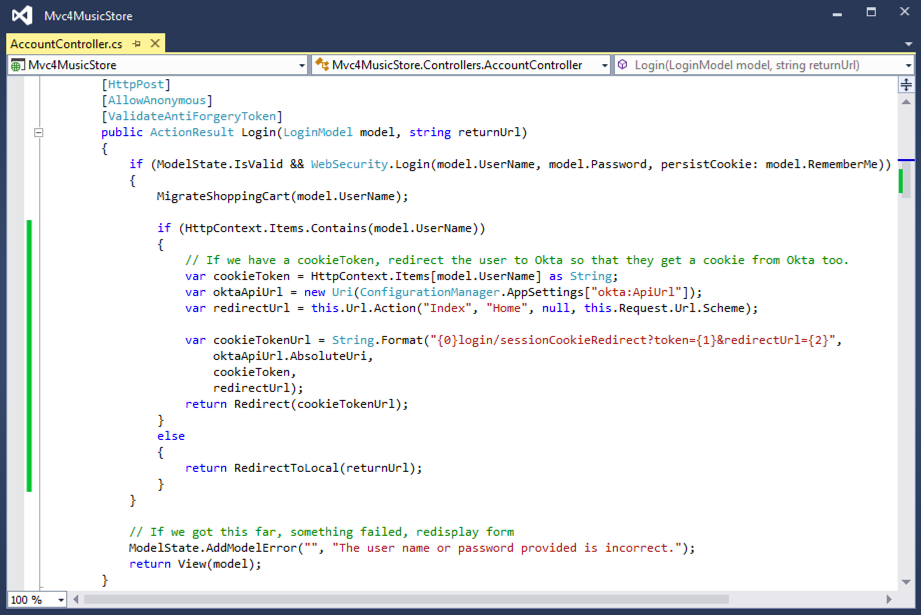 Mvc4MusicStore
AccountController.cs
Mvc4MusicStore Mvc4MusicStore.Controllers.AccountController Login(LoginModel model, string returnUrl)
[HttpPost]
[AllowAnonymous]
[ValidateAntiForgeryToken]
public ActionResult Login(LoginModel model, string returnUrl)
{
if (ModelState.IsValid && WebSecurity.Login(model.UserName, model.Password, persistCookie: model.RememberMe))
{
MigrateShoppingCart(model.UserName);
if (HttpContext.Items.Contains(model.UserName))
{
// If we have a cookieToken, redirect the user to Okta so that they get a cookie from Okta too.
var cookieToken = HttpContext.Items[model.UserName] as String;
var oktaApiUrl = new Uri(ConfigurationManager.AppSettings["okta:ApiUrl"]);
var redirectUrl = this.Url.Action("Index", "Home", null, this.Request.Url.Scheme);
var cookieTokenUrl = String.Format("{0}login/sessionCookieRedirect?token={1}&redirectUrl={2}",
oktaApiUrl.AbsoluteUri,
cookieToken,
redirectUrl);
return Redirect(cookieTokenUrl);
}
else
{
return RedirectToLocal(returnUrl);
}
}
// If we got this far, something failed, redisplay form
ModelState.AddModelError("", "The user name or password provided is incorrect.");
return View(model);
}
100 %